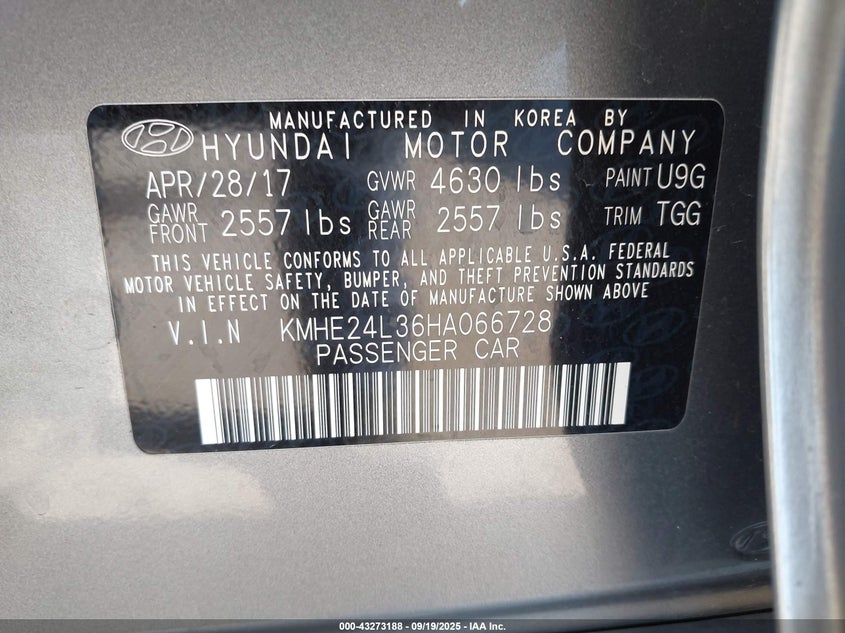 MANUFACTURED IN KOREA BY
HYUNDAI MOTOR COMPANY
APR/28/17 GVWR 4630 lbs PAINT U9G
GAWR FRONT 2557 lbs GAWR REAR 2557 lbs TRIM TGG
THIS VEHICLE CONFORMS TO ALL APPLICABLE U.S.A. FEDERAL
MOTOR VEHICLE SAFETY, BUMPER, AND THEFT PREVENTION STANDARDS
IN EFFECT ON THE DATE OF MANUFACTURE SHOWN ABOVE
V.I.N KMHE24L36HA066728
PASSENGER CAR
000-43273188 - 09/19/2025 - IAA Inc.